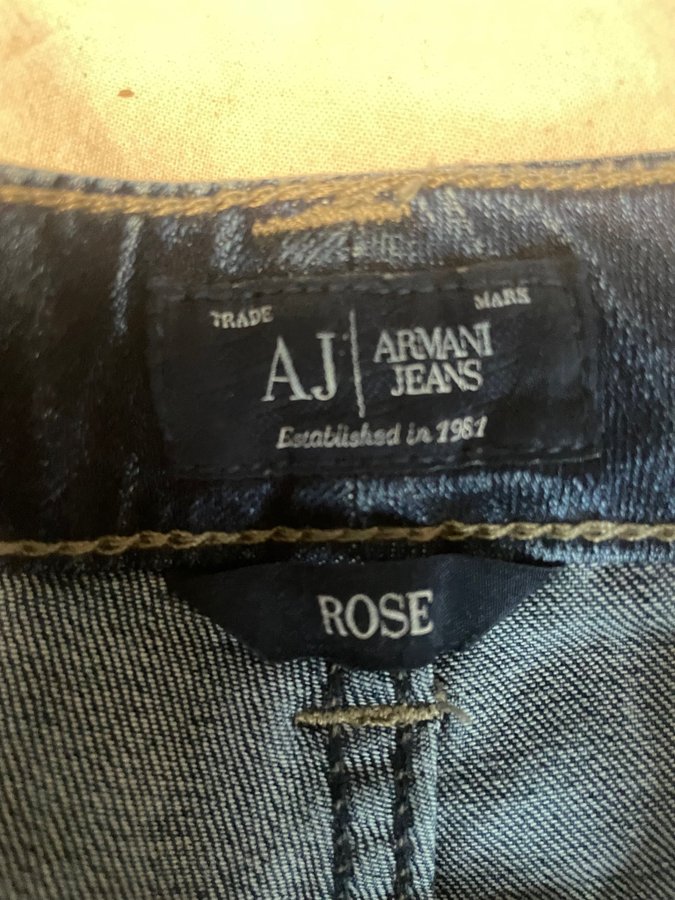 TRADE MARK
AJ ARMANI
JEANS
Established in 1981
ROSE